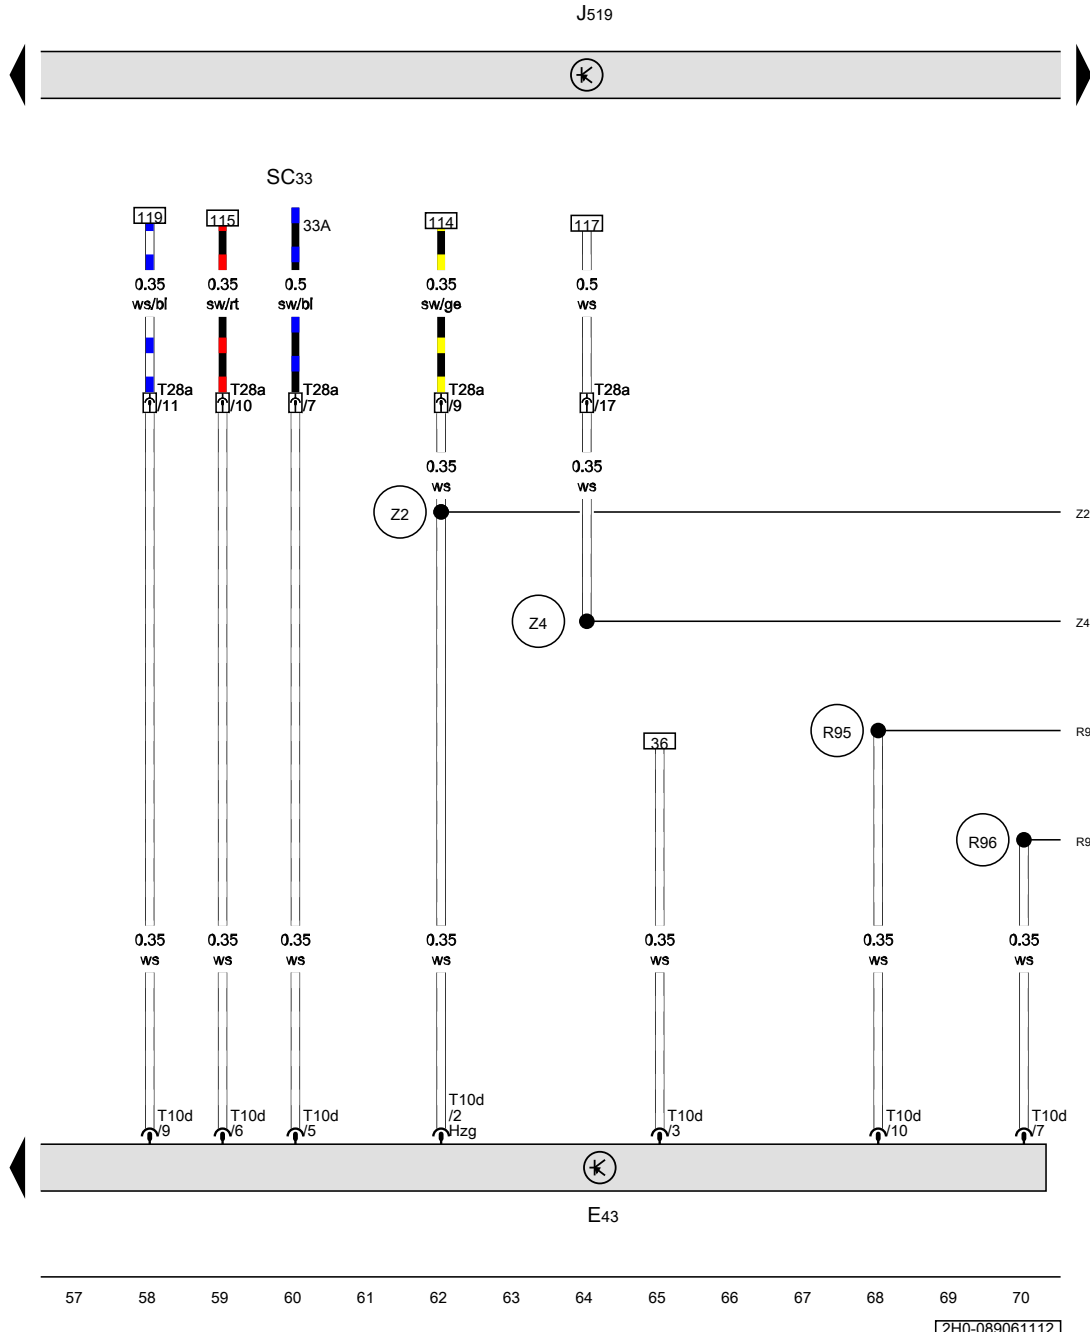 J519
SC33
119
115
33A
114
117
0.35
ws/bl
0.35
sw/rt
0.5
sw/bl
0.35
sw/ge
0.5
ws
T28a
/11
T28a
/10
T28a
/7
T28a
/9
T28a
/17
0.35
ws
0.35
ws
Z2
Z2
Z4
Z4
R95
R9
36
R96
R9
0.35
ws
0.35
ws
0.35
ws
0.35
ws
0.35
ws
0.35
ws
0.35
ws
T10d
/9
T10d
/6
T10d
/5
T10d
/2
Hzg
T10d
/3
T10d
/10
T10d
/7
E43
57 58 59 60 61 62 63 64 65 66 67 68 69 70
2H0-089061112